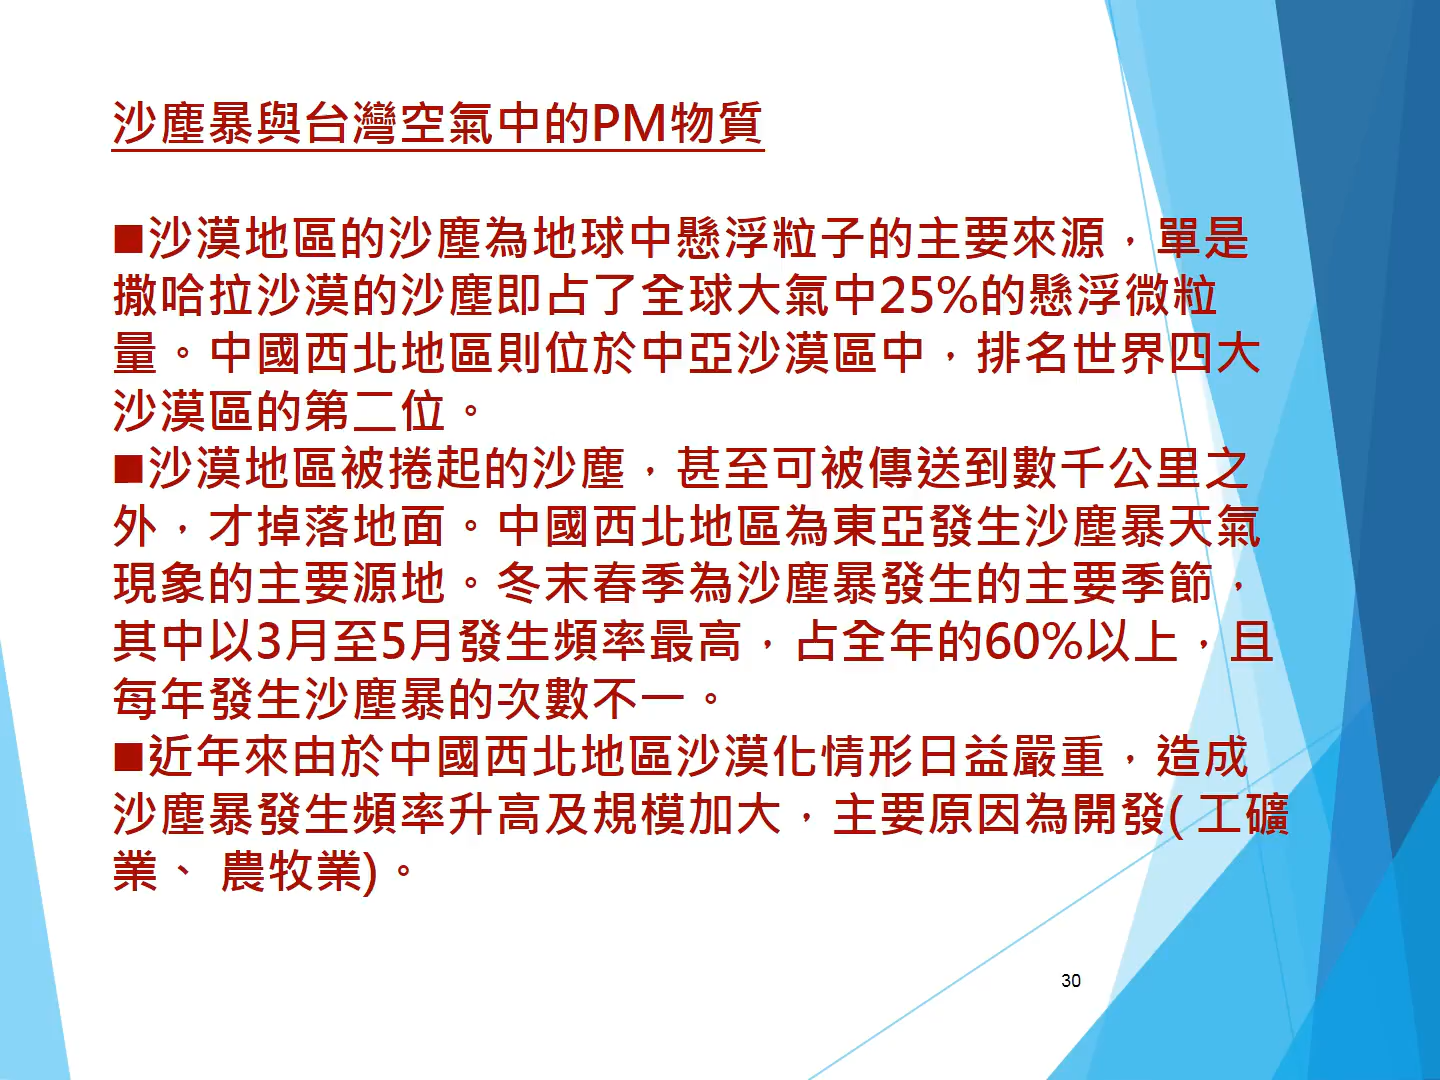 沙塵暴與台灣空氣中的PM物質
■沙漠地區的沙塵為地球中懸浮粒子的主要來源，單是
撒哈拉沙漠的沙塵即占了全球大氣中25%的懸浮微粒
量。中國西北地區則位於中亞沙漠區中，排名世界四大
沙漠區的第二位。
■沙漠地區被捲起的沙塵，甚至可被傳送到數千公里之
外，才掉落地面。中國西北地區為東亞發生沙塵暴天氣
現象的主要源地。冬末春季為沙塵暴發生的主要季節，
其中以3月至5月發生頻率最高，占全年的60%以上，且
每年發生沙塵暴的次數不一。
■近年來由於中國西北地區沙漠化情形日益嚴重，造成
沙塵暴發生頻率升高及規模加大，主要原因為開發( 工礦
業、 農牧業)。
30